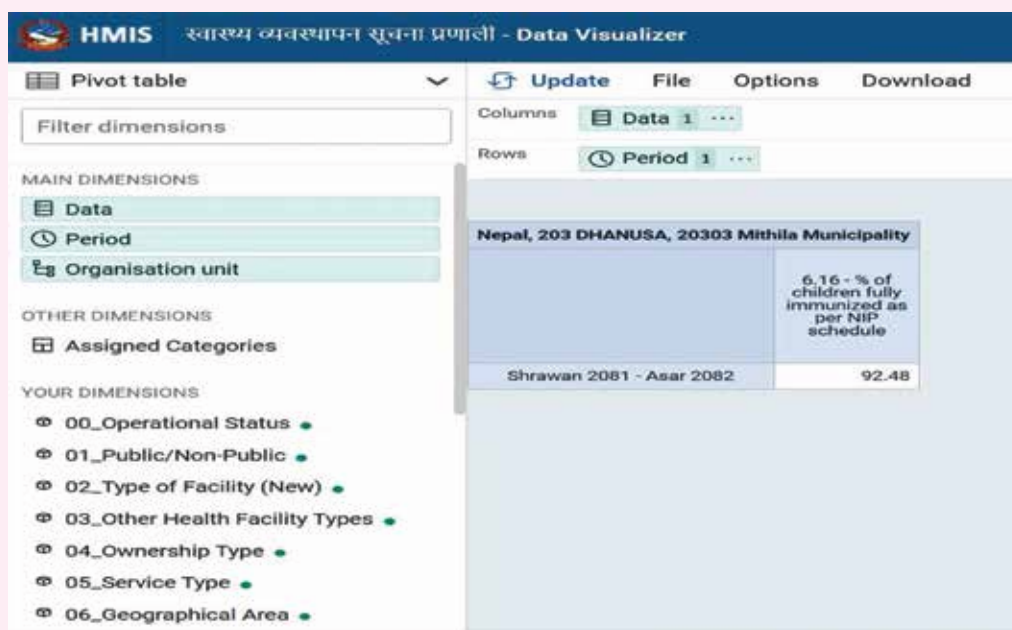 HMIS स्वास्थ्य व्यवस्थापन सूचना प्रणाली - Data Visualizer
Pivot table
Update File Options Download
Filter dimensions
Columns Data 1 ...
Rows Period 1 ...
MAIN DIMENSIONS
Data
Period
Organisation unit
OTHER DIMENSIONS
Assigned Categories
YOUR DIMENSIONS
00_Operational Status
01_Public/Non-Public
02_Type of Facility (New)
03_Other Health Facility Types
04_Ownership Type
05_Service Type
06_Geographical Area
Nepal, 203 DHANUSA, 20303 Mithila Municipality
6.16 - % of
children fully
immunized as
per NIP
schedule
Shrawan 2081 - Asar 2082 92.48